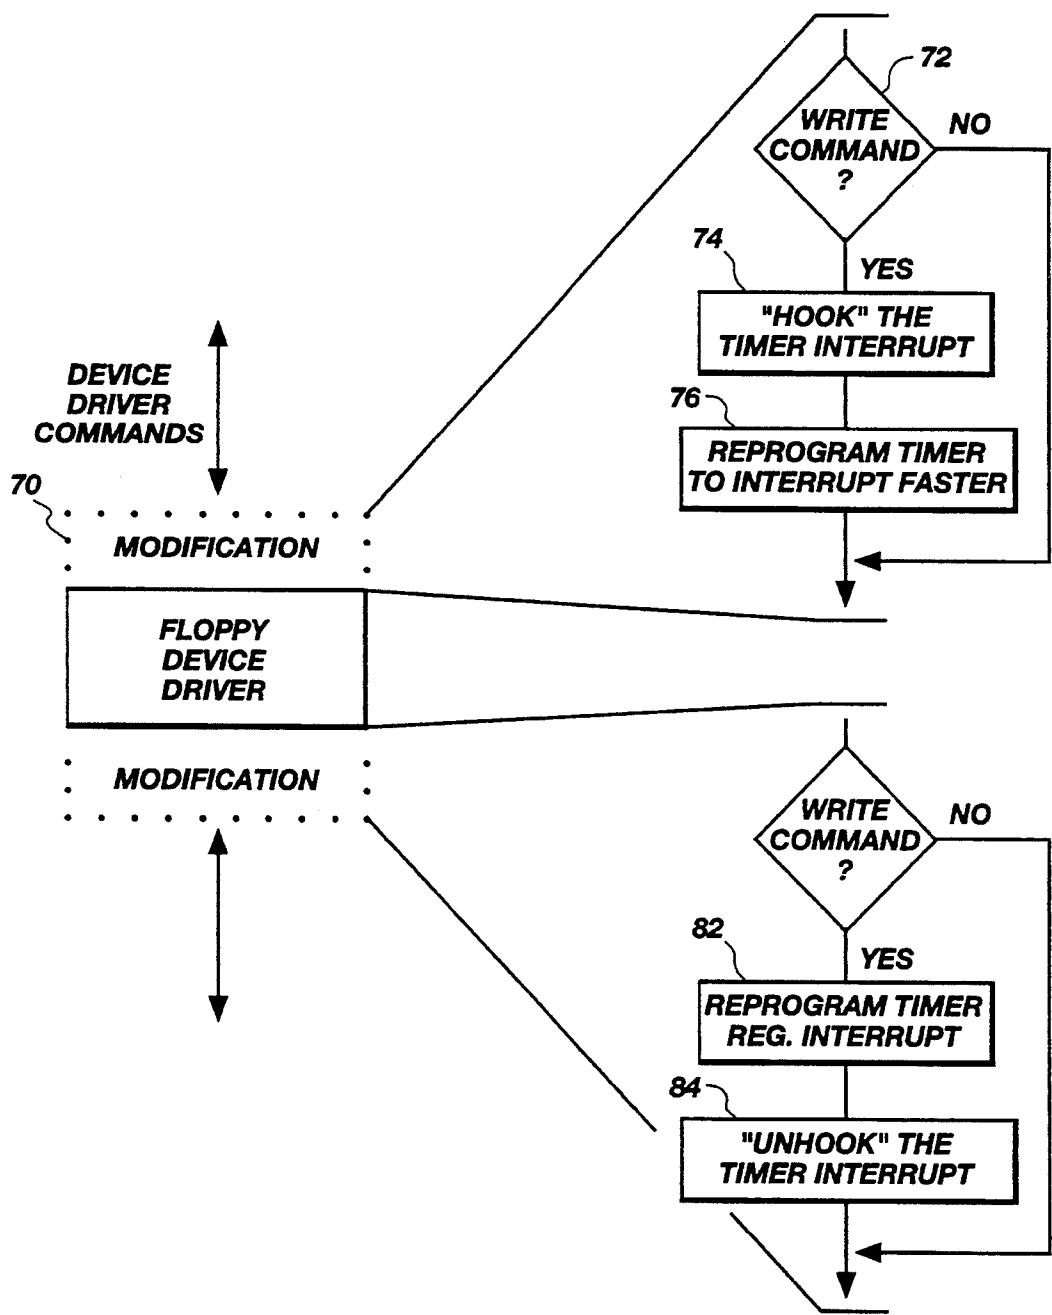 72
WRITE
COMMAND
?
NO
YES
74
"HOOK" THE
TIMER INTERRUPT
76
REPROGRAM TIMER
TO INTERRUPT FASTER
DEVICE
DRIVER
COMMANDS
70
MODIFICATION
FLOPPY
DEVICE
DRIVER
MODIFICATION
WRITE
COMMAND
?
NO
YES
82
REPROGRAM TIMER
REG. INTERRUPT
84
"UNHOOK" THE
TIMER INTERRUPT